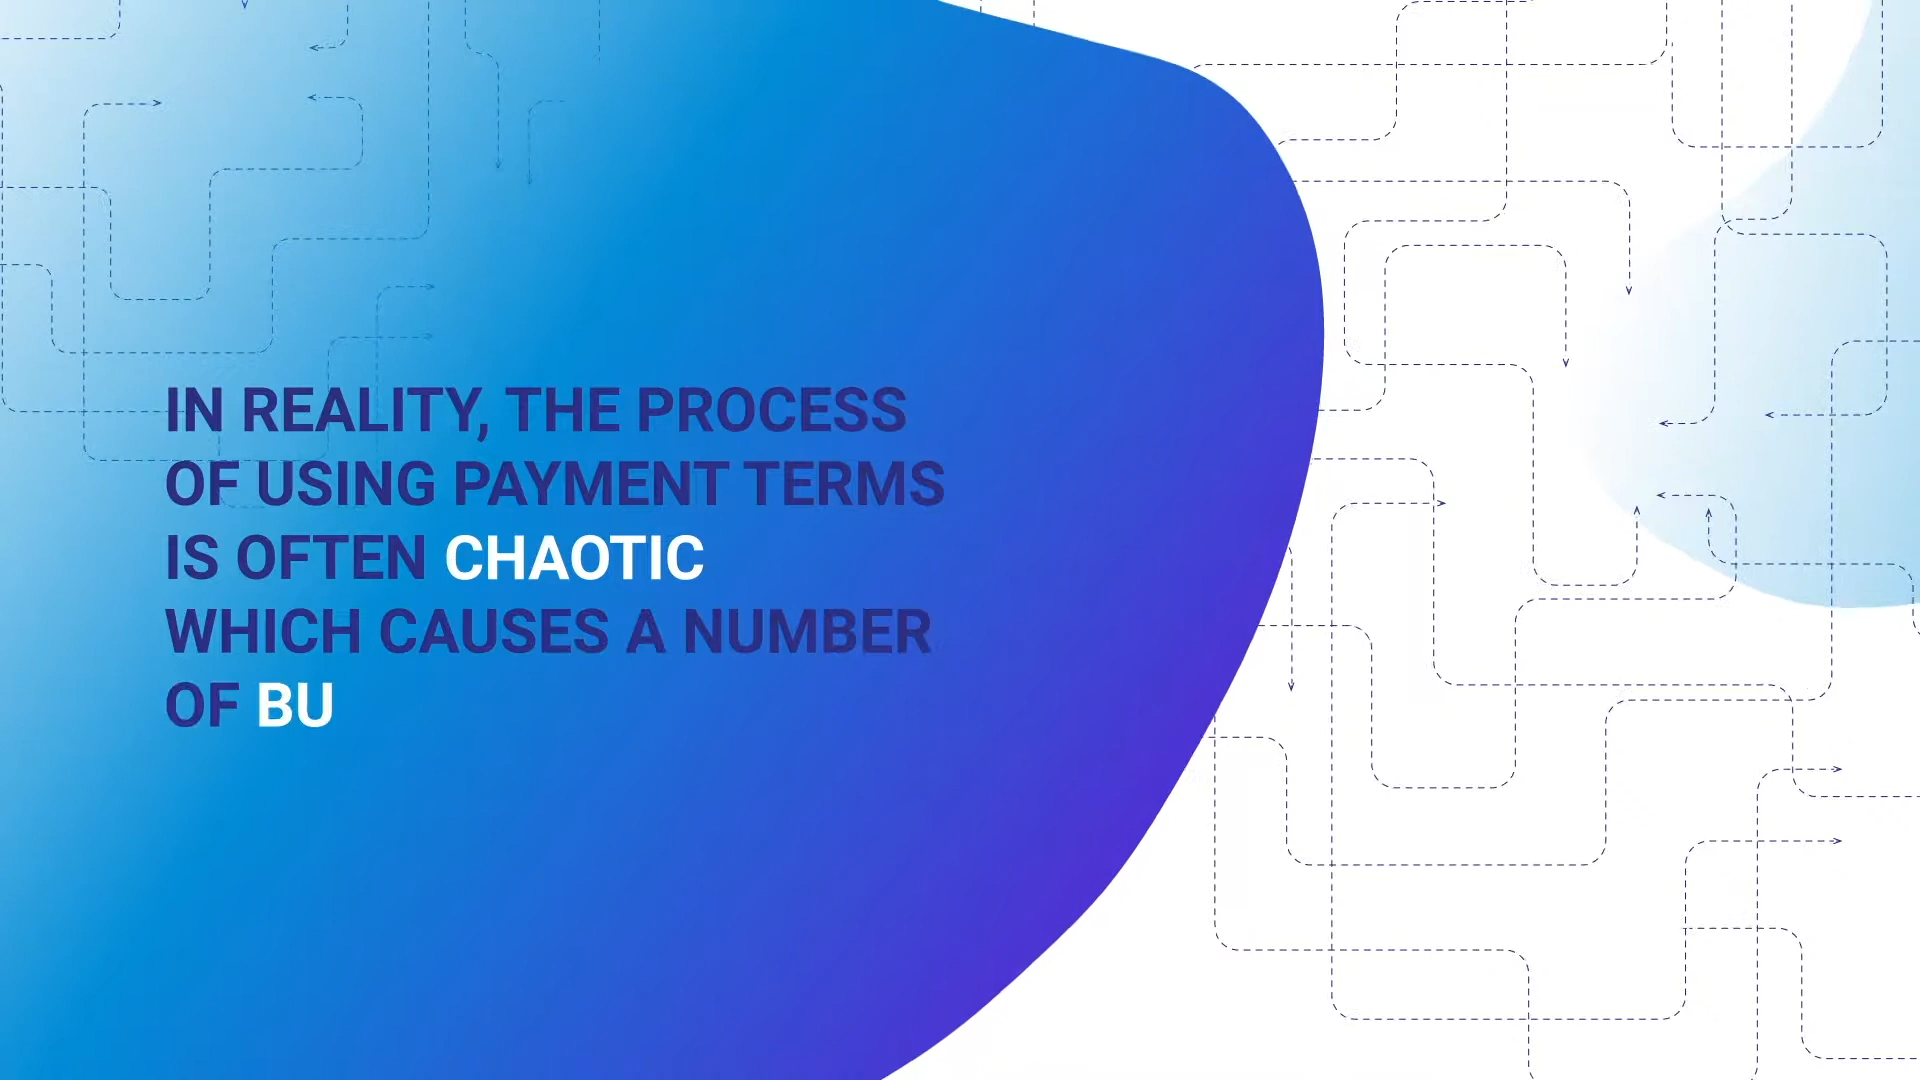 IN REALITY, THE PROCESS
OF USING PAYMENT TERMS
IS OFTEN CHAOTIC
WHICH CAUSES A NUMBER
OF BU